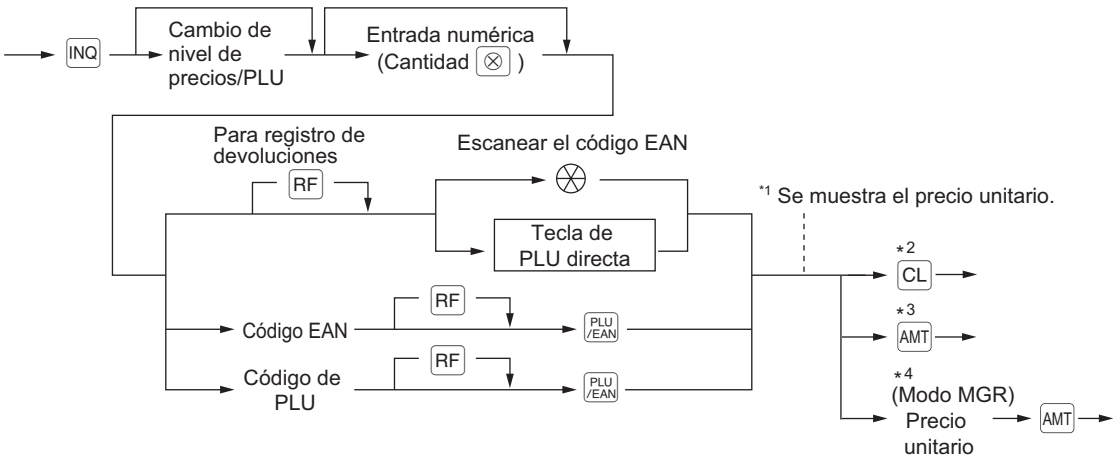 INQ
Cambio de
nivel de
precios/PLU
Entrada numérica
(Cantidad ⊗ )
Para registro de
devoluciones
RF
Escanear el código EAN
Tecla de
PLU directa
*1 Se muestra el precio unitario.
*2
CL
Código EAN
RF
PLU
/EAN
*3
AMT
Código de
PLU
RF
PLU
/EAN
*4
(Modo MGR)
Precio
unitario
AMT